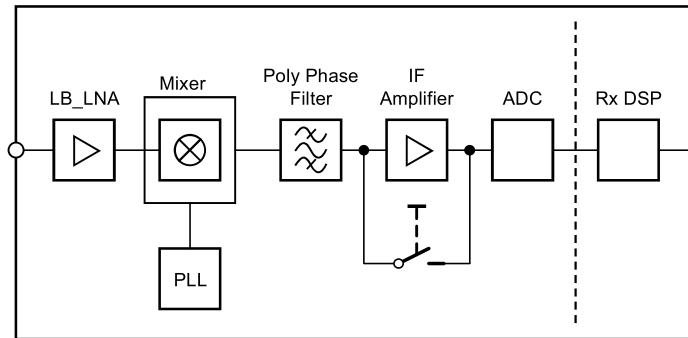 LB_LNA
Mixer
Poly Phase
Filter
IF
Amplifier
ADC
Rx DSP
PLL